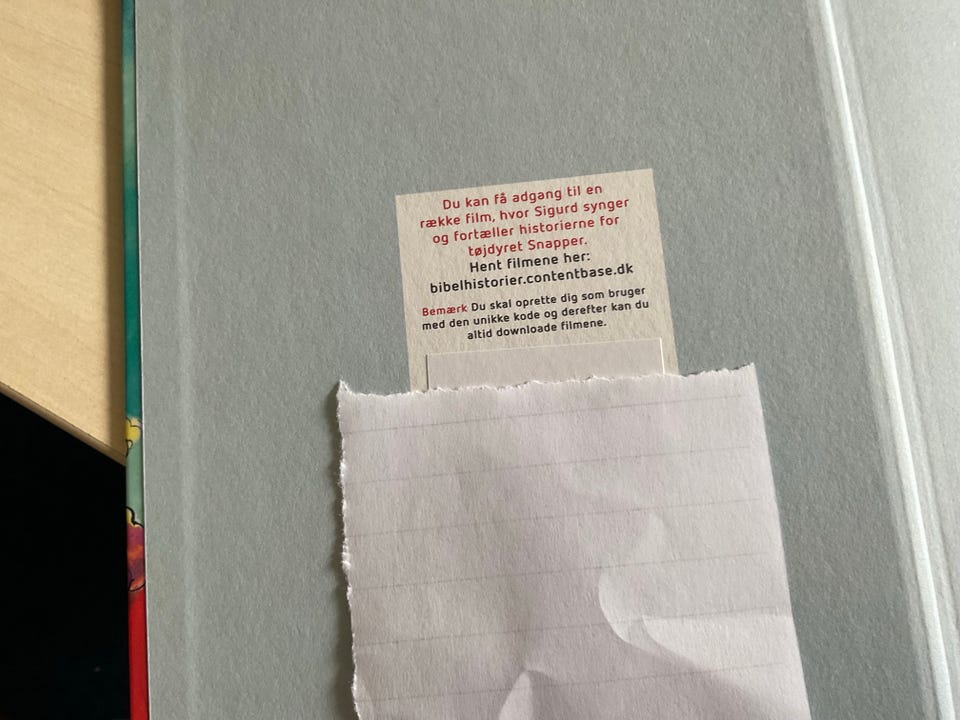 Du kan få adgang til en
række film, hvor Sigurd synger
og fortæller historierne for
tøjdyret Snapper.
Hent filmene her:
bibelhistorier.contentbase.dk
Bemærk Du skal oprette dig som bruger
med den unikke kode og derefter kan du
altid downloade filmene.